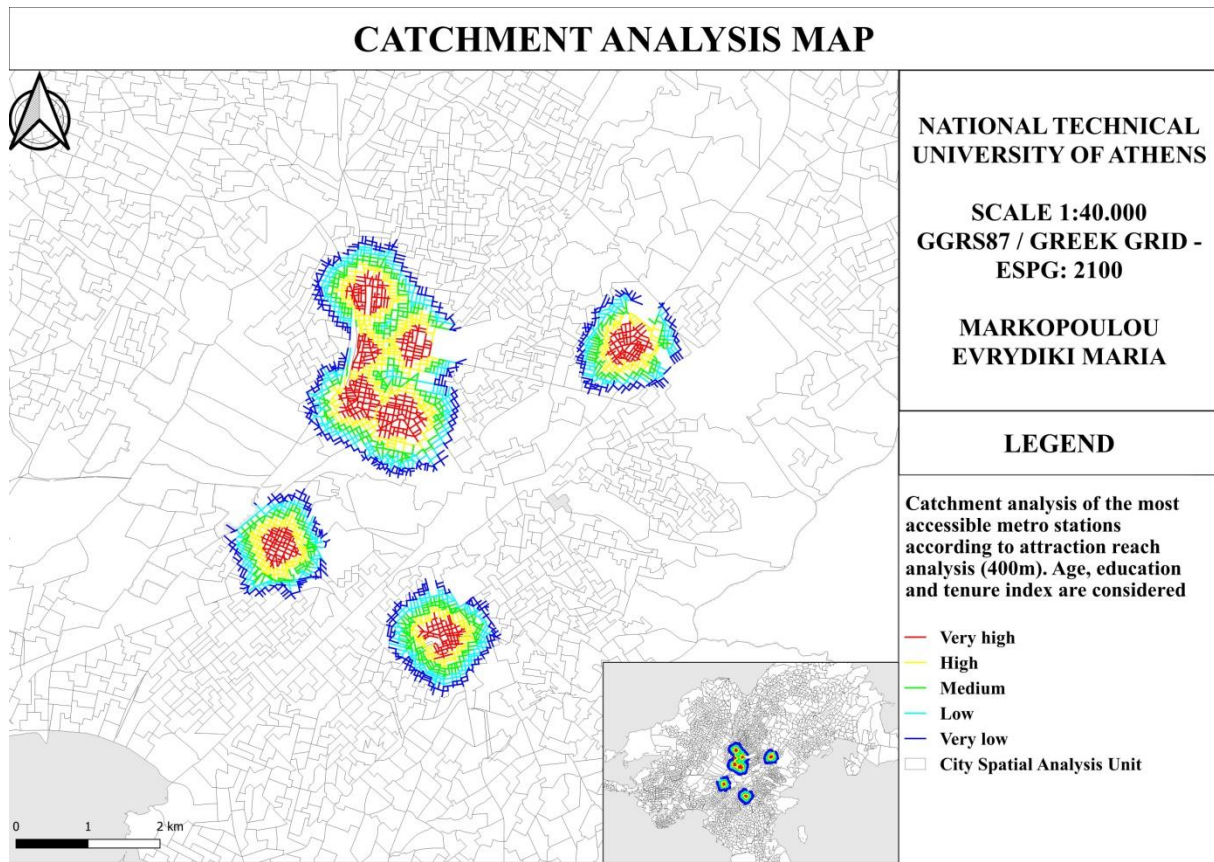 CATCHMENT ANALYSIS MAP
NATIONAL TECHNICAL
UNIVERSITY OF ATHENS
SCALE 1:40.000
GGRS87 / GREEK GRID -
ESPG: 2100
MARKOPOULOU
EVRYDIKI MARIA
LEGEND
Catchment analysis of the most
accessible metro stations
according to attraction reach
analysis (400m). Age, education
and tenure index are considered
Very high
High
Medium
Low
Very low
City Spatial Analysis Unit
0 1 2 km